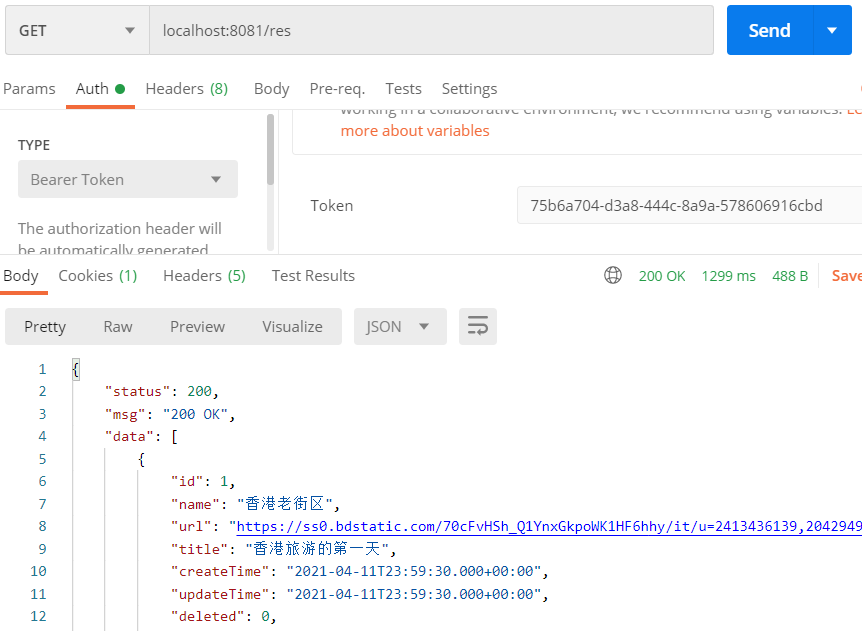 GET localhost:8081/res Send
Params Auth Headers (8) Body Pre-req. Tests Settings
working in a collaborative environment, we recommend using variables.
more about variables
TYPE
Bearer Token
Token 75b6a704-d3a8-444c-8a9a-578606916cbd
The authorization header will
be automatically generated
Body Cookies (1) Headers (5) Test Results 200 OK 1299 ms 488 B Save
Pretty Raw Preview Visualize JSON
1 {
2 "status": 200,
3 "msg": "200 OK",
4 "data": [
5 {
6 "id": 1,
7 "name": "香港老街区",
8 "url": "https://ss0.bdstatic.com/70cFvHSh_Q1YnxGkpoWK1HF6hhy/it/u=2413436139,2042949
9 "title": "香港旅游的第一天",
10 "createTime": "2021-04-11T23:59:30.000+00:00",
11 "updateTime": "2021-04-11T23:59:30.000+00:00",
12 "deleted": 0,